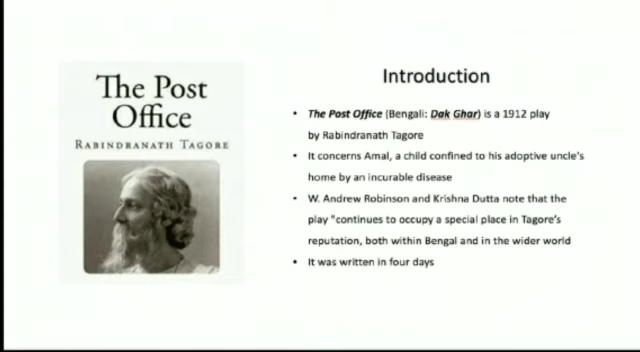 The Post
Office
RABINDRANATH TAGORE
Introduction
• The Post Office (Bengali: Dak Ghar) is a 1912 play
by Rabindranath Tagore
• It concerns Amal, a child confined to his adoptive uncle's
home by an incurable disease
• W. Andrew Robinson and Krishna Dutta note that the
play "continues to occupy a special place in Tagore's
reputation, both within Bengal and in the wider world
• It was written in four days